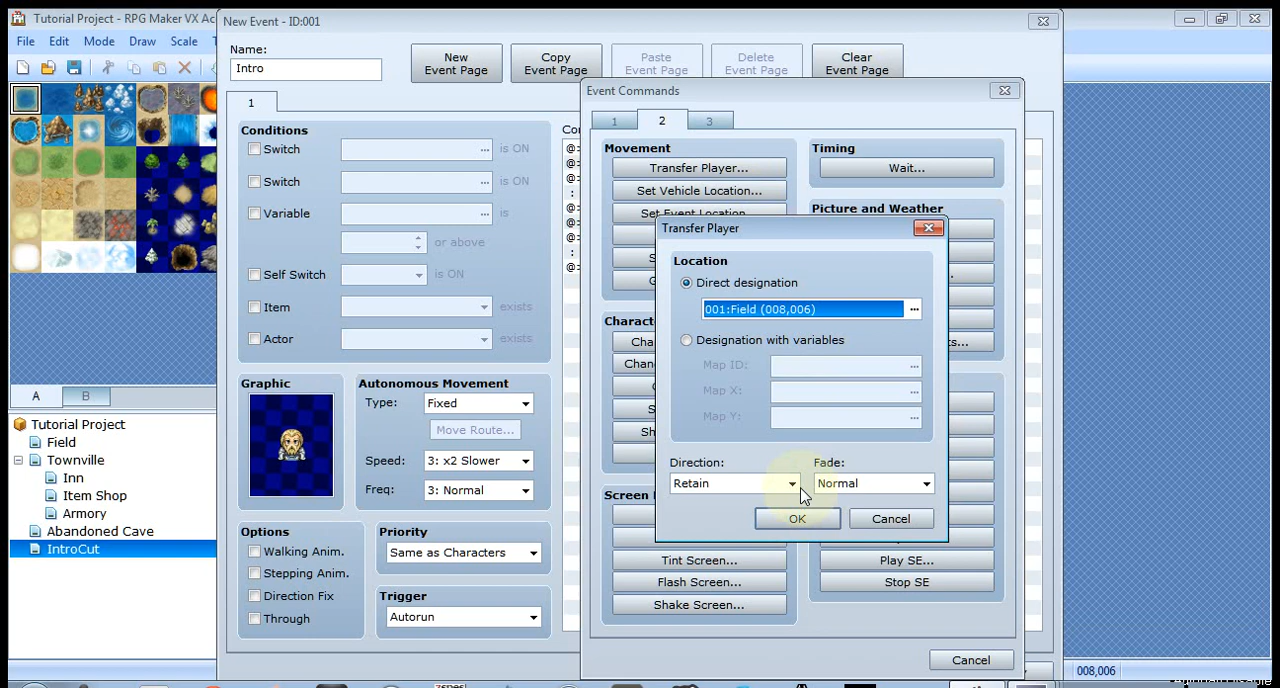 Tutorial Project - RPG Maker VX Ac
File Edit Mode Draw Scale
New Event - ID:001
Name:
Intro
New
Event Page
Copy
Event Page
Paste
Event Page
Delete
Event Page
Clear
Event Page
1
Conditions
Switch ... is ON
Switch ... is ON
Variable ... is
or above
Self Switch is ON
Item exists
Actor exists
Graphic
Autonomous Movement
Type: Fixed
Move Route...
Speed: 3: x2 Slower
Freq: 3: Normal
Options
Walking Anim.
Stepping Anim.
Direction Fix
Through
Priority
Same as Characters
Trigger
Autorun
A B
Tutorial Project
Field
Townville
Inn
Item Shop
Armory
Abandoned Cave
IntroCut
Event Commands
1 2 3
Movement
Transfer Player...
Set Vehicle Location...
Set Event Location
Timing
Wait...
Picture and Weather
Transfer Player
Location
Direct designation
001:Field (008,006) ...
Designation with variables
Map ID: ...
Map X: ...
Map Y: ...
Direction: Fade:
Retain Normal
OK Cancel
Tint Screen...
Flash Screen...
Shake Screen...
Play SE...
Stop SE
Cancel
008,006